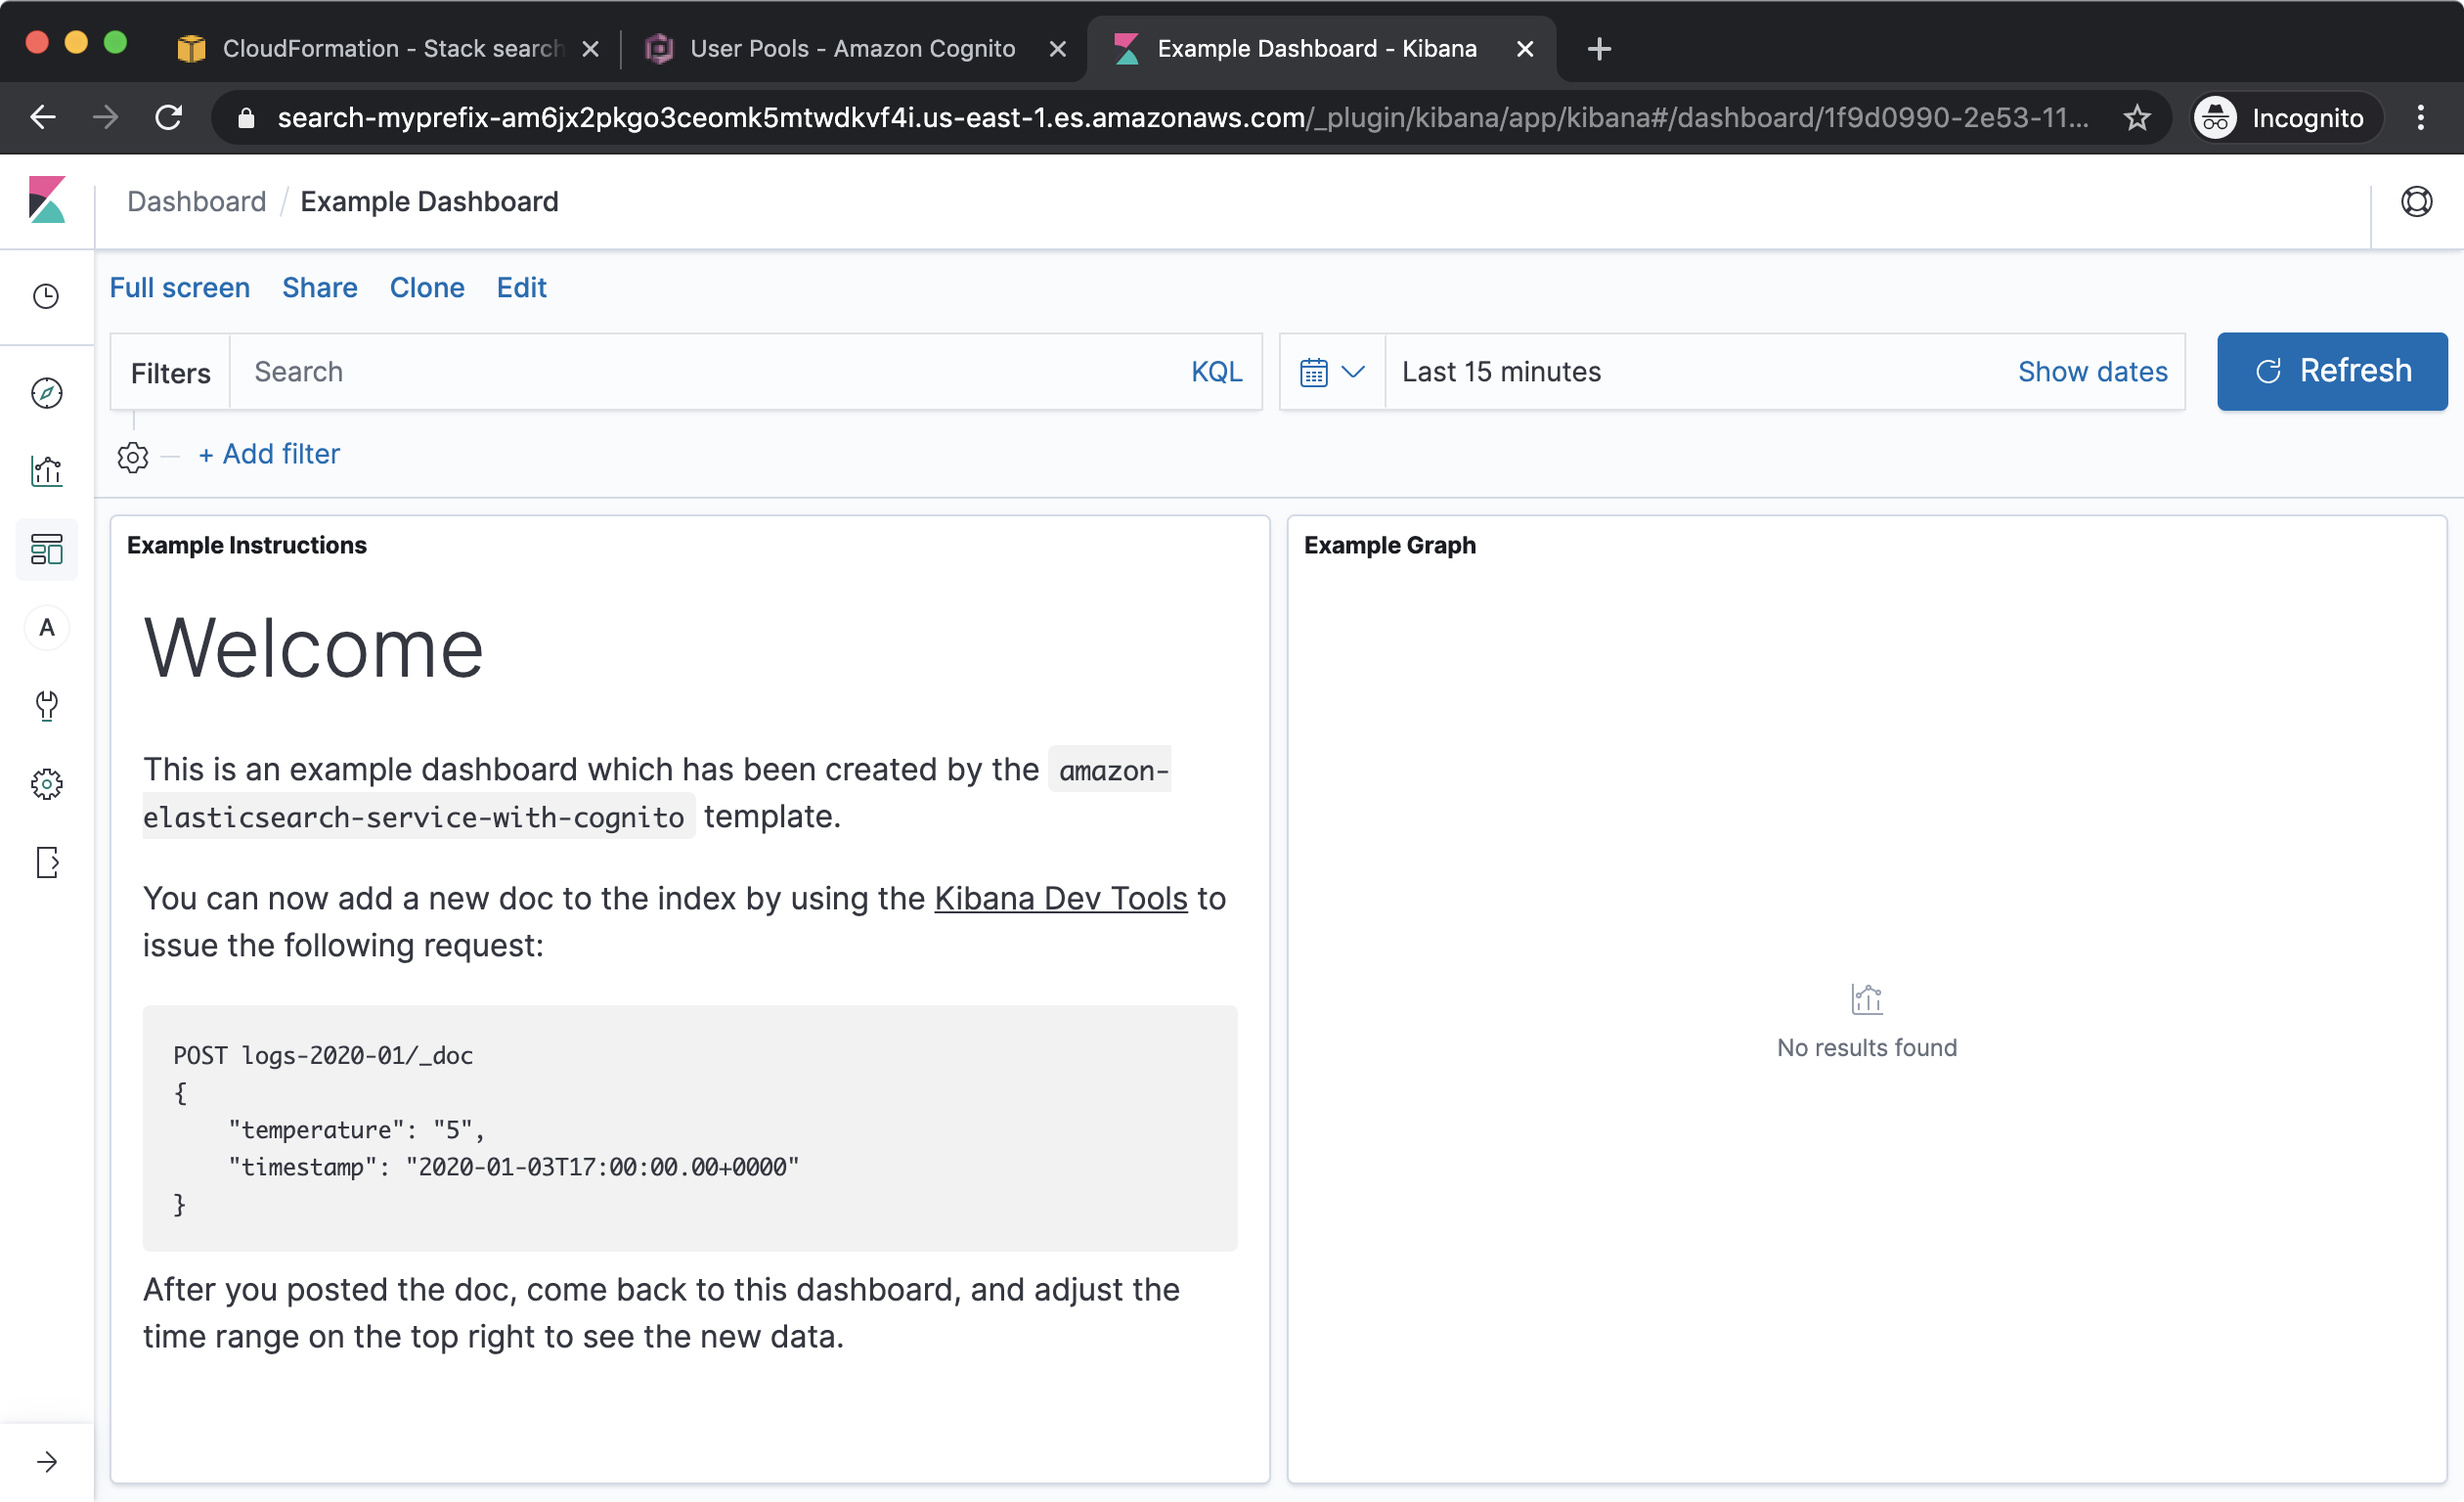 CloudFormation - Stack search
User Pools - Amazon Cognito
Example Dashboard - Kibana
search-myprefix-am6jx2pkgo3ceomk5mtwdkvf4i.us-east-1.es.amazonaws.com/_plugin/kibana/app/kibana#/dashboard/1f9d0990-2e53-11...
Incognito
Dashboard / Example Dashboard
Full screen Share Clone Edit
Filters Search KQL Last 15 minutes Show dates Refresh
+ Add filter
Example Instructions
Welcome
This is an example dashboard which has been created by the amazon-
elasticsearch-service-with-cognito template.
You can now add a new doc to the index by using the Kibana Dev Tools to
issue the following request:
POST logs-2020-01/_doc
{
    "temperature": "5",
    "timestamp": "2020-01-03T17:00:00.00+0000"
}
After you posted the doc, come back to this dashboard, and adjust the
time range on the top right to see the new data.
Example Graph
No results found
A